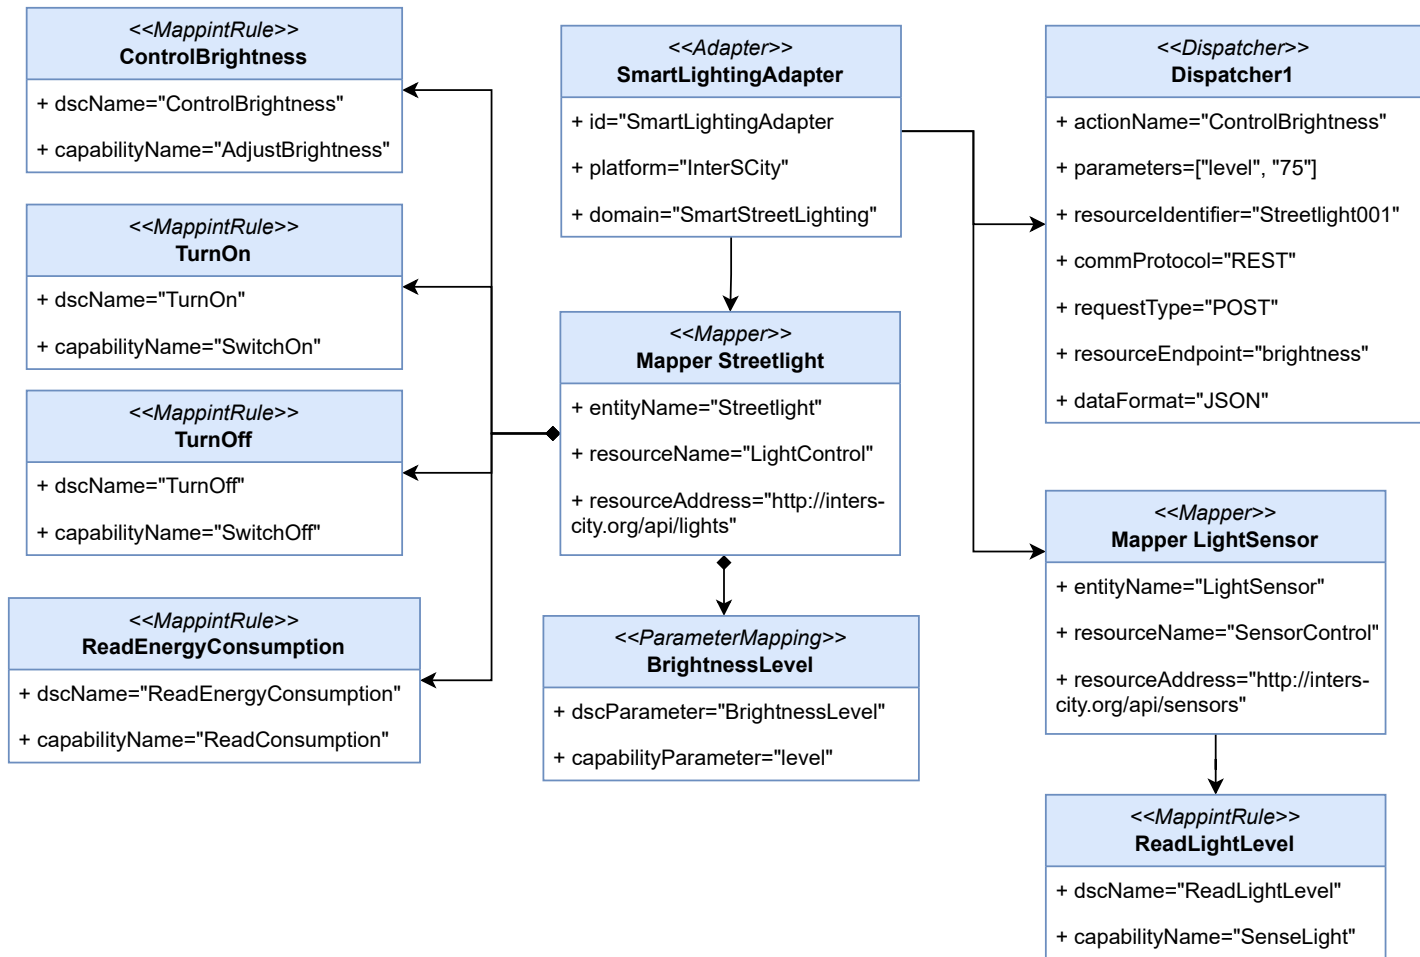 <<MappintRule>>
ControlBrightness
+ dscName="ControlBrightness"
+ capabilityName="AdjustBrightness"
<<MappintRule>>
TurnOn
+ dscName="TurnOn"
+ capabilityName="SwitchOn"
<<MappintRule>>
TurnOff
+ dscName="TurnOff"
+ capabilityName="SwitchOff"
<<MappintRule>>
ReadEnergyConsumption
+ dscName="ReadEnergyConsumption"
+ capabilityName="ReadConsumption"
<<Adapter>>
SmartLightingAdapter
+ id="SmartLightingAdapter
+ platform="InterSCity"
+ domain="SmartStreetLighting"
<<Mapper>>
Mapper Streetlight
+ entityName="Streetlight"
+ resourceName="LightControl"
+ resourceAddress="http://inters-
city.org/api/lights"
<<ParameterMapping>>
BrightnessLevel
+ dscParameter="BrightnessLevel"
+ capabilityParameter="level"
<<Dispatcher>>
Dispatcher1
+ actionName="ControlBrightness"
+ parameters=["level", "75"]
+ resourceIdentifier="Streetlight001"
+ commProtocol="REST"
+ requestType="POST"
+ resourceEndpoint="brightness"
+ dataFormat="JSON"
<<Mapper>>
Mapper LightSensor
+ entityName="LightSensor"
+ resourceName="SensorControl"
+ resourceAddress="http://inters-
city.org/api/sensors"
<<MappintRule>>
ReadLightLevel
+ dscName="ReadLightLevel"
+ capabilityName="SenseLight"